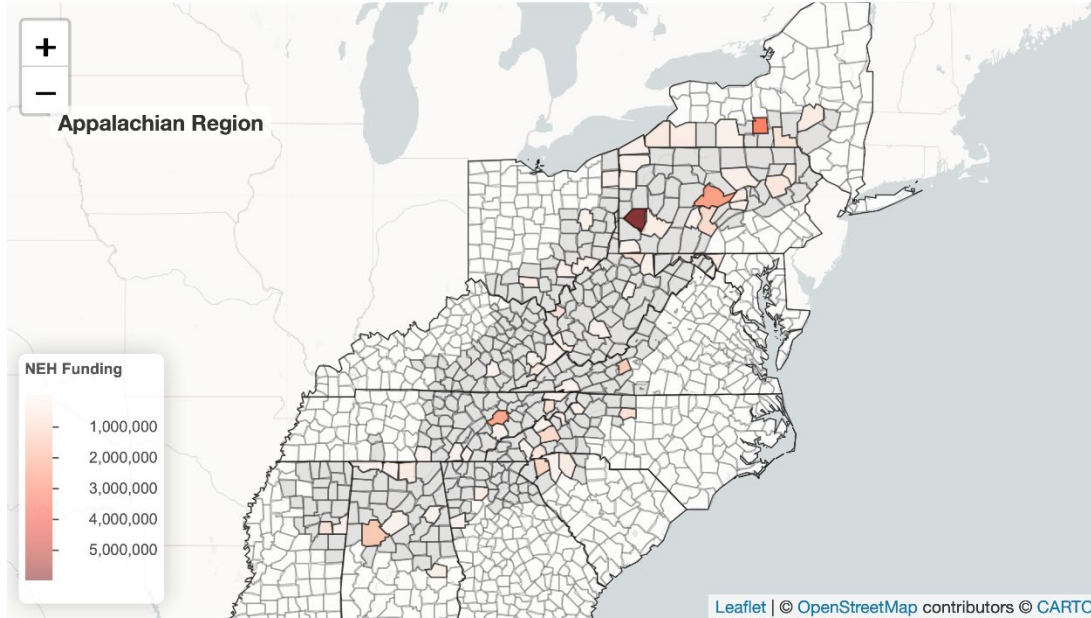 +
−
Appalachian Region
NEH Funding
1,000,000
2,000,000
3,000,000
4,000,000
5,000,000
Leaflet | © OpenStreetMap contributors © CARTO